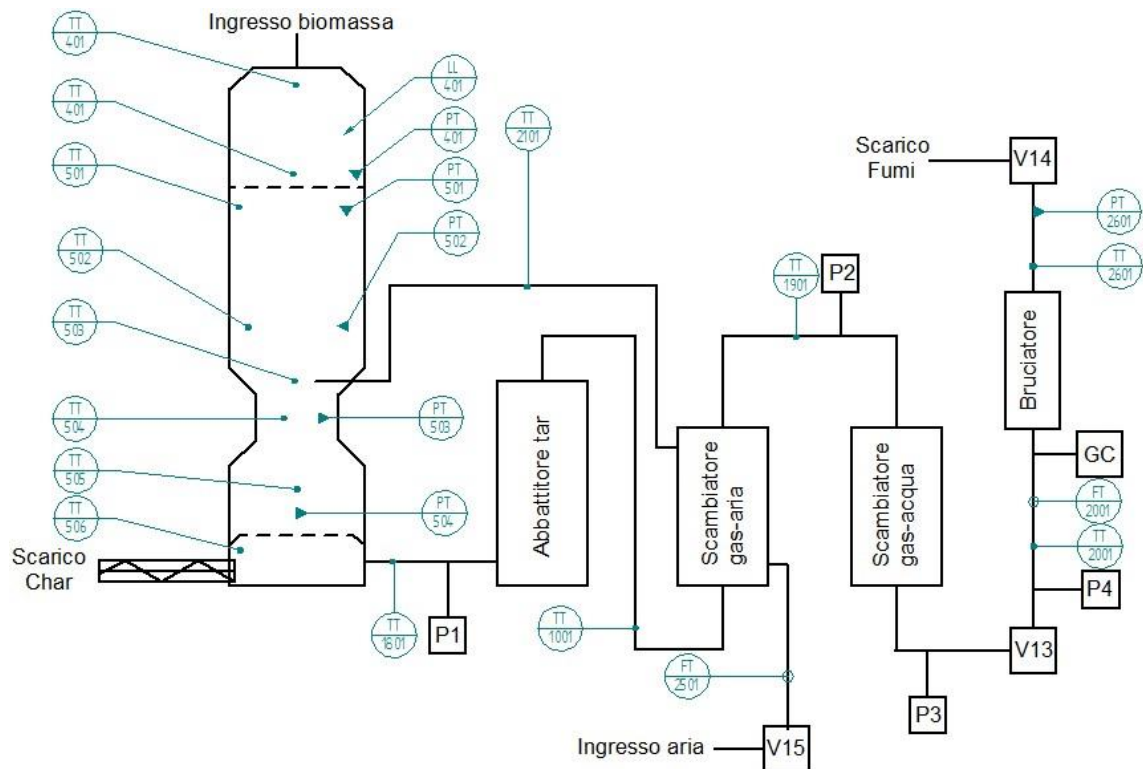 Ingresso biomassa
TT
401
TT
401
TT
501
TT
502
TT
503
TT
504
TT
505
TT
506
LL
401
PT
401
PT
501
PT
502
PT
503
PT
504
TT
2101
Scarico
Char
TT
1601
P1
Abbattitore tar
TT
1001
Scambiatore
gas-aria
FT
2501
Ingresso aria
V15
TT
1901
P2
Scambiatore
gas-acqua
P3
Scarico
Fumi
V14
PT
2601
TT
2601
Bruciatore
GC
FT
2001
TT
2001
P4
V13